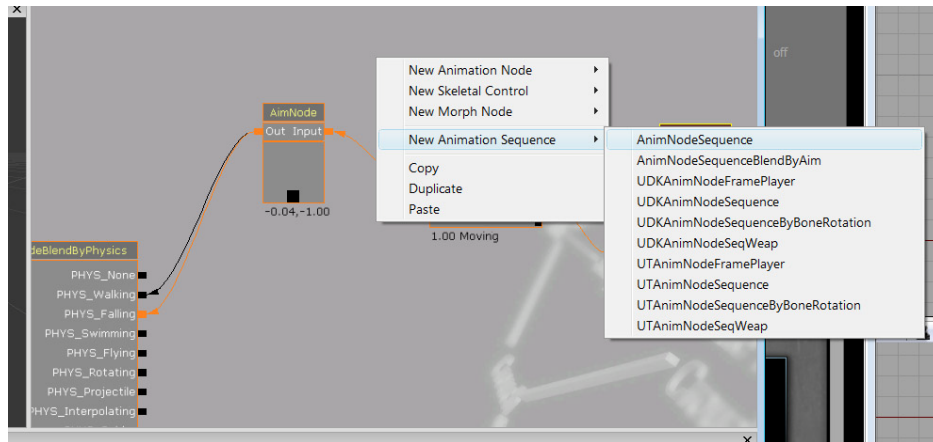 off
New Animation Node
New Skeletal Control
New Morph Node
New Animation Sequence
Copy
Duplicate
Paste
AnimNodeSequence
AnimNodeSequenceBlendByAim
UDKAnimNodeFramePlayer
UDKAnimNodeSequence
UDKAnimNodeSequenceByBoneRotation
UDKAnimNodeSeqWeap
UTAnimNodeFramePlayer
UTAnimNodeSequence
UTAnimNodeSequenceByBoneRotation
UTAnimNodeSeqWeap
AimNode
Out Input
-0.04,-1.00
1.00 Moving
deBlendByPhysics
PHYS_None
PHYS_Walking
PHYS_Falling
PHYS_Swimming
PHYS_Flying
PHYS_Rotating
PHYS_Projectile
PHYS_Interpolating